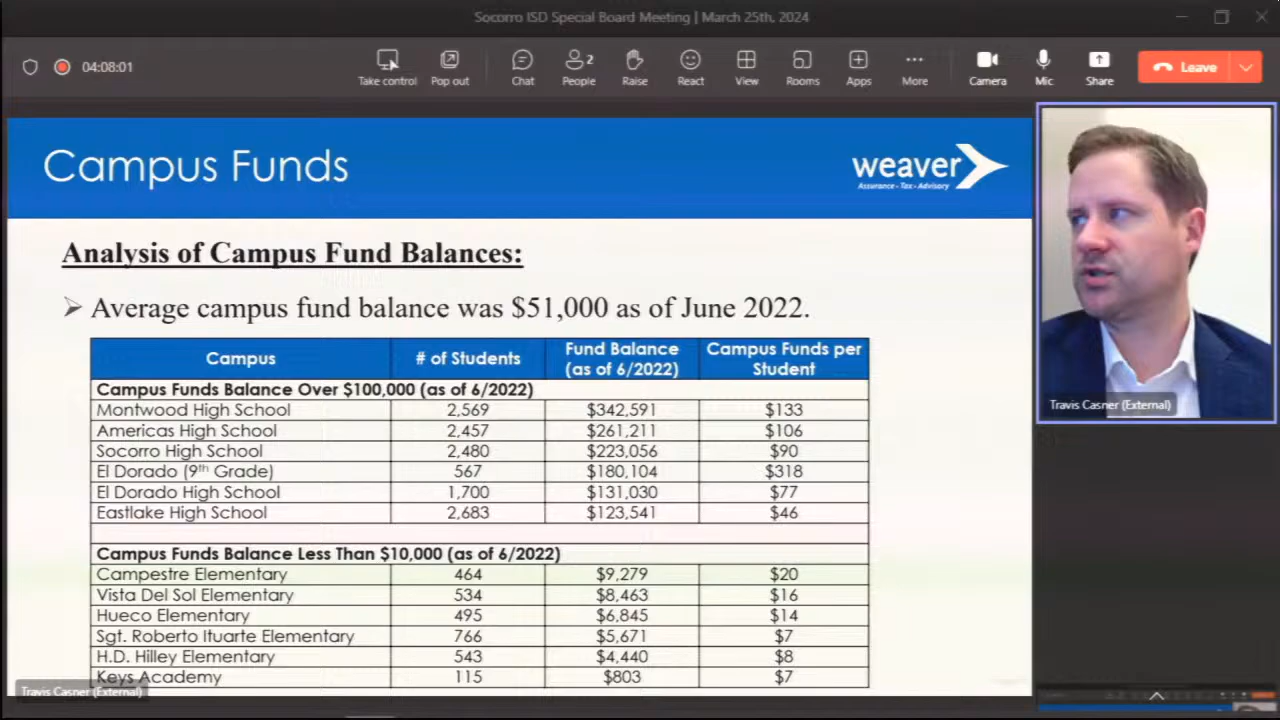 Socorro ISD Special Board Meeting | March 25th, 2024
04:08:01
Take control
Pop out
Chat
People 2
Raise
React
View
Rooms
Apps
More
Camera
Mic
Share
Leave
Campus Funds
weaver
Assurance • Tax • Advisory
Analysis of Campus Fund Balances:
➢ Average campus fund balance was $51,000 as of June 2022.
Campus # of Students Fund Balance (as of 6/2022) Campus Funds per Student
Campus Funds Balance Over $100,000 (as of 6/2022)
Montwood High School 2,569 $342,591 $133
Americas High School 2,457 $261,211 $106
Socorro High School 2,480 $223,056 $90
El Dorado (9th Grade) 567 $180,104 $318
El Dorado High School 1,700 $131,030 $77
Eastlake High School 2,683 $123,541 $46
Campus Funds Balance Less Than $10,000 (as of 6/2022)
Campestre Elementary 464 $9,279 $20
Vista Del Sol Elementary 534 $8,463 $16
Hueco Elementary 495 $6,845 $14
Sgt. Roberto Ituarte Elementary 766 $5,671 $7
H.D. Hilley Elementary 543 $4,440 $8
Keys Academy 115 $803 $7
Travis Casner (External)
Travis Casner (External)